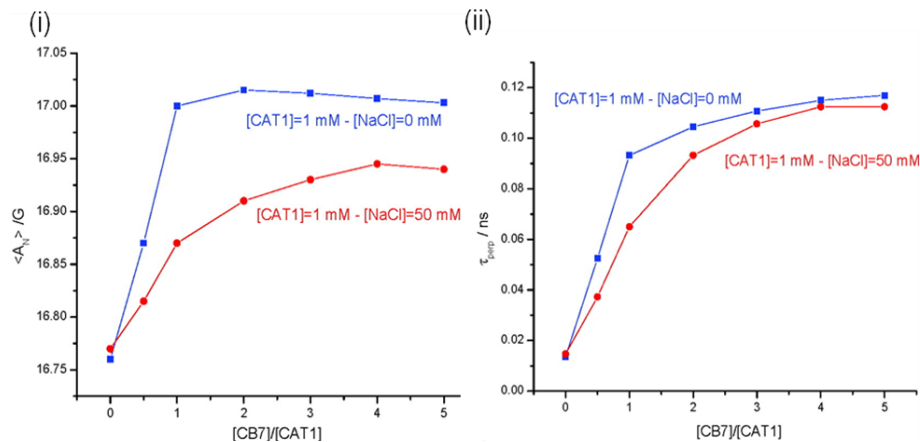 (i)
17.05
17.00
16.95
16.90
16.85
16.80
16.75
<A_N> /G
[CAT1]=1 mM - [NaCl]=0 mM
[CAT1]=1 mM - [NaCl]=50 mM
0 1 2 3 4 5
[CB7]/[CAT1]
(ii)
0.12
0.10
0.08
0.06
0.04
0.02
0.00
τ_perp / ns
[CAT1]=1 mM - [NaCl]=0 mM
[CAT1]=1 mM - [NaCl]=50 mM
0 1 2 3 4 5
[CB7]/[CAT1]